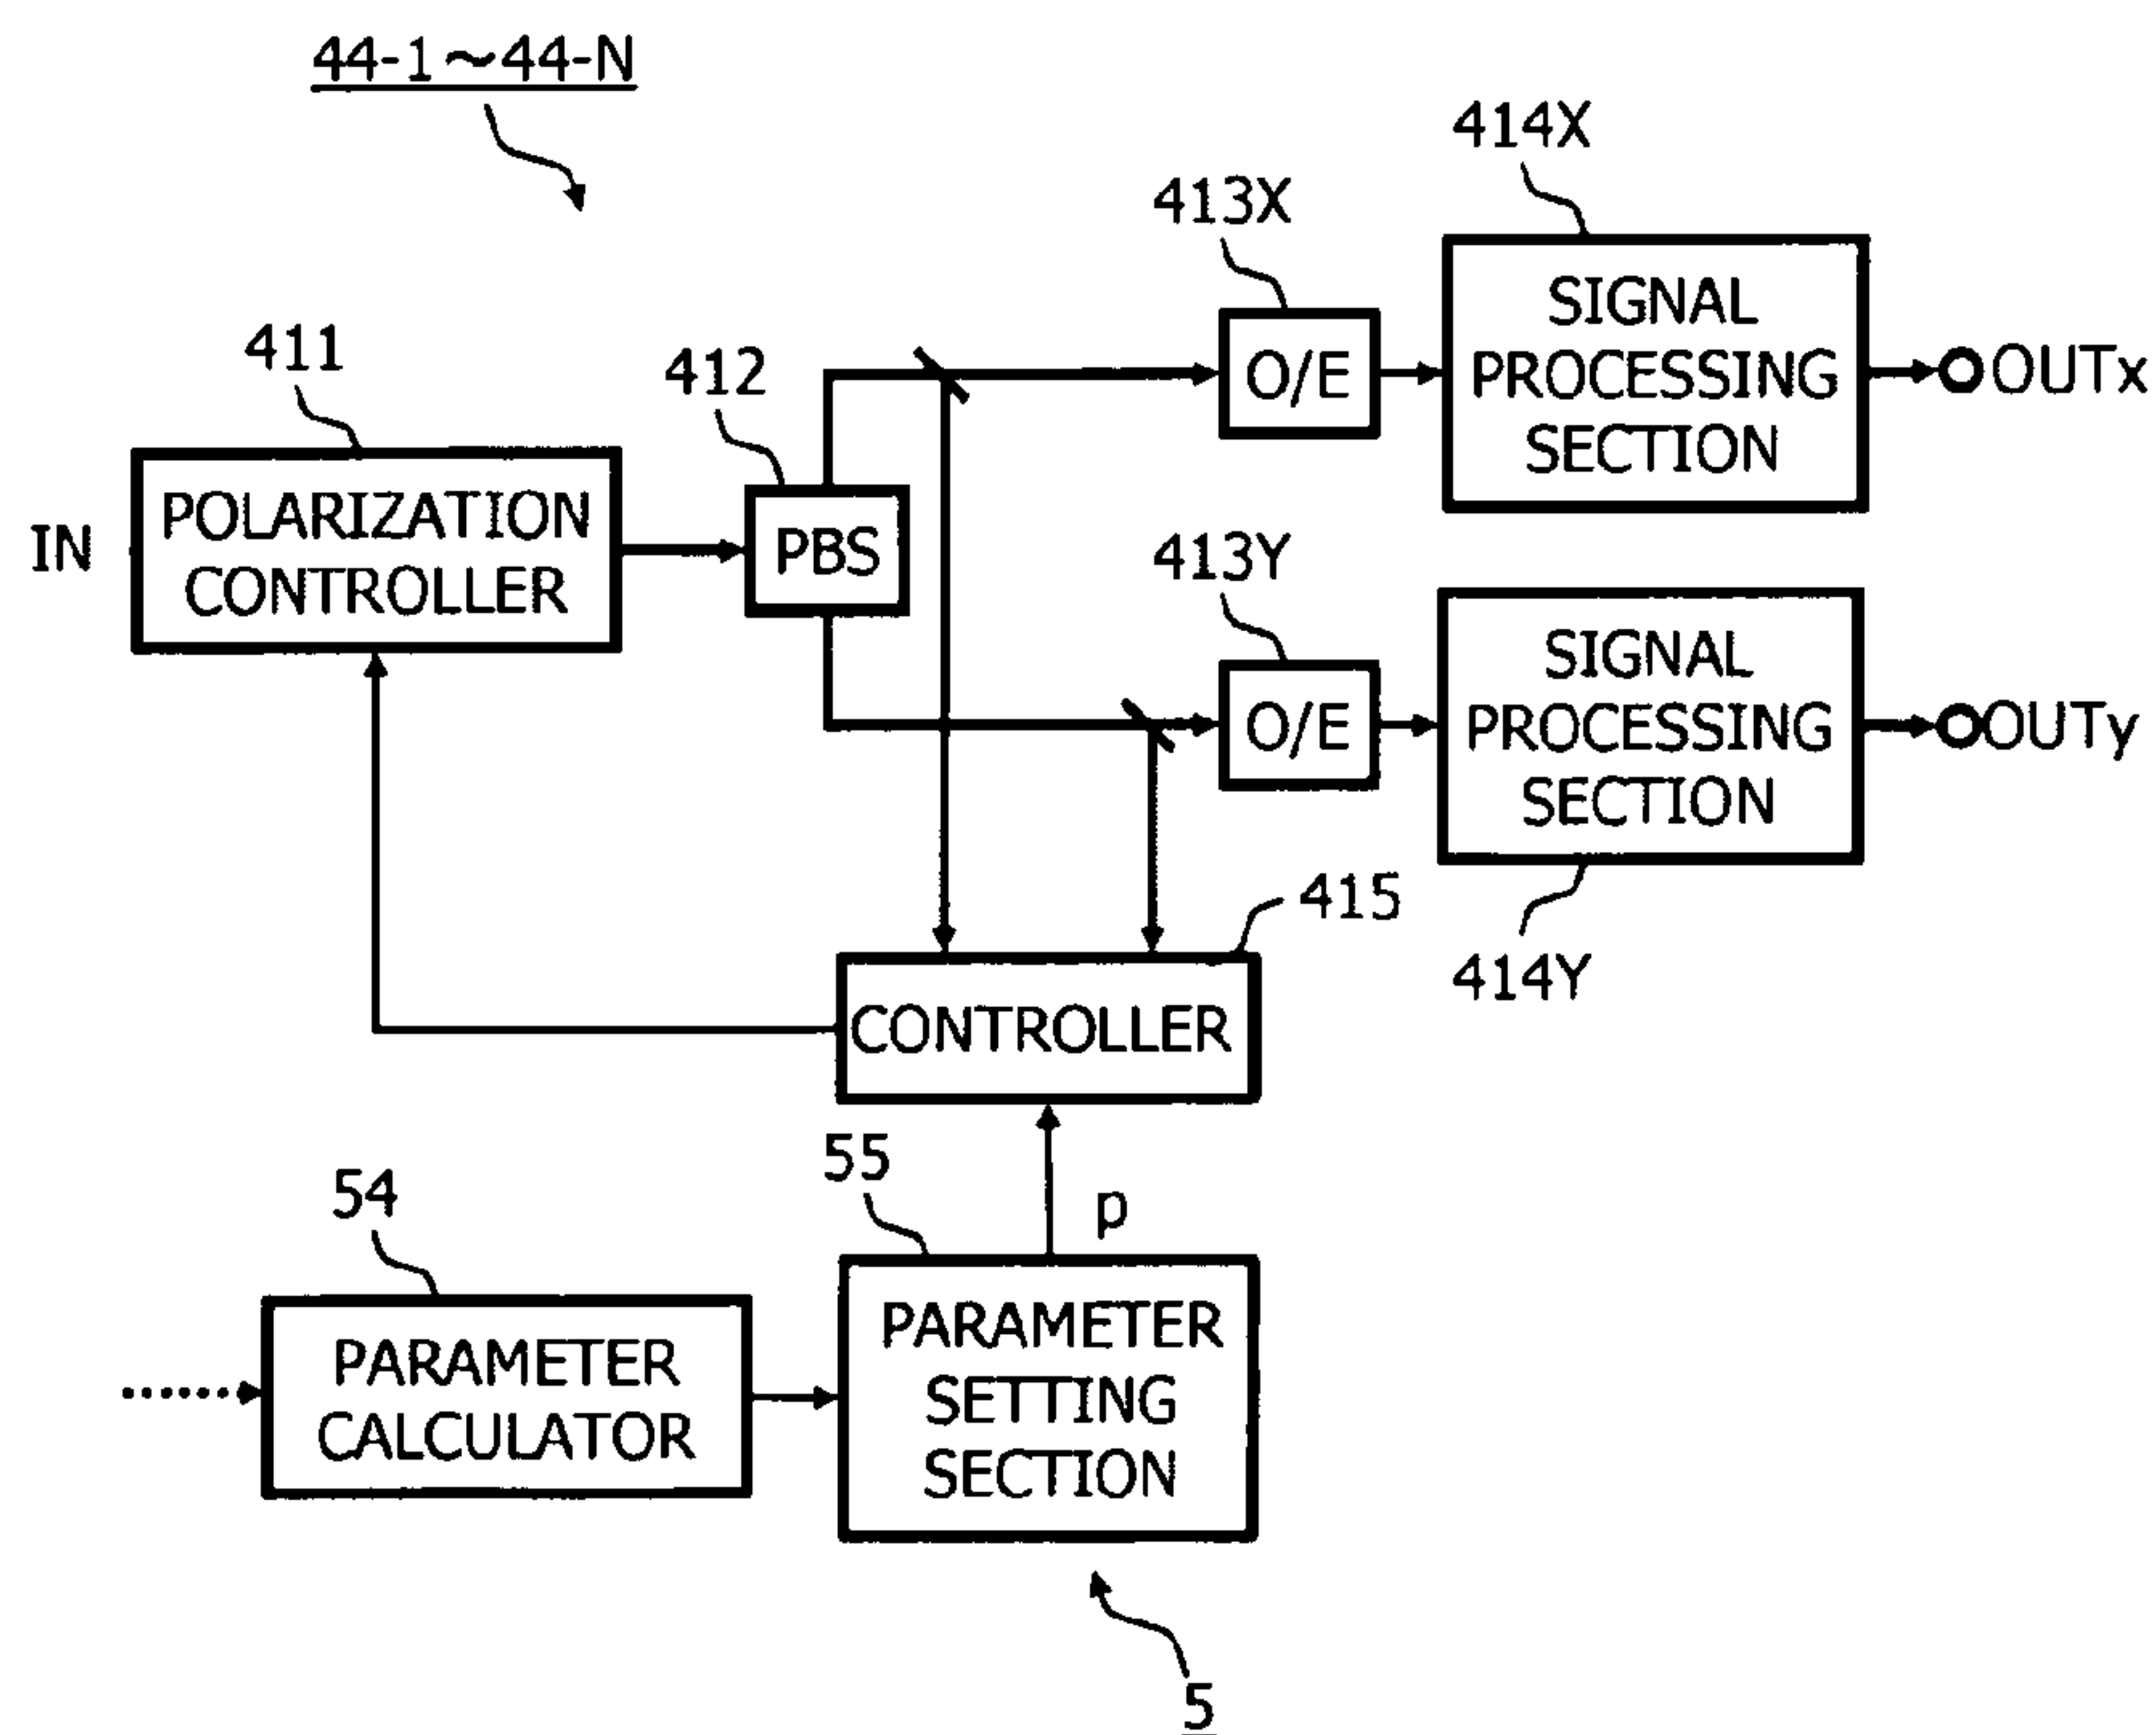 44-1~44-N
414X
413X
SIGNAL
PROCESSING
SECTION
OUTx
411
412
O/E
IN
POLARIZATION
CONTROLLER
PBS
413Y
O/E
SIGNAL
PROCESSING
SECTION
OUTy
415
414Y
CONTROLLER
55
p
54
PARAMETER
CALCULATOR
PARAMETER
SETTING
SECTION
5